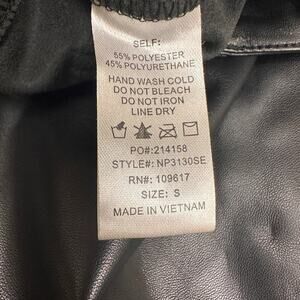 SELF:
55% POLYESTER
45% POLYURETHANE
HAND WASH COLD
DO NOT BLEACH
DO NOT IRON
LINE DRY
PO#:214158
STYLE#: NP3130SE
RN#: 109617
SIZE: S
MADE IN VIETNAM